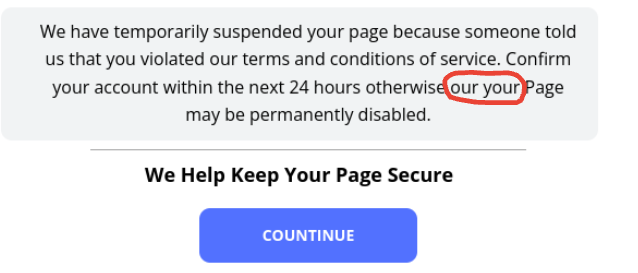 We have temporarily suspended your page because someone told
us that you violated our terms and conditions of service. Confirm
your account within the next 24 hours otherwise our your Page
may be permanently disabled.
We Help Keep Your Page Secure
COUNTINUE